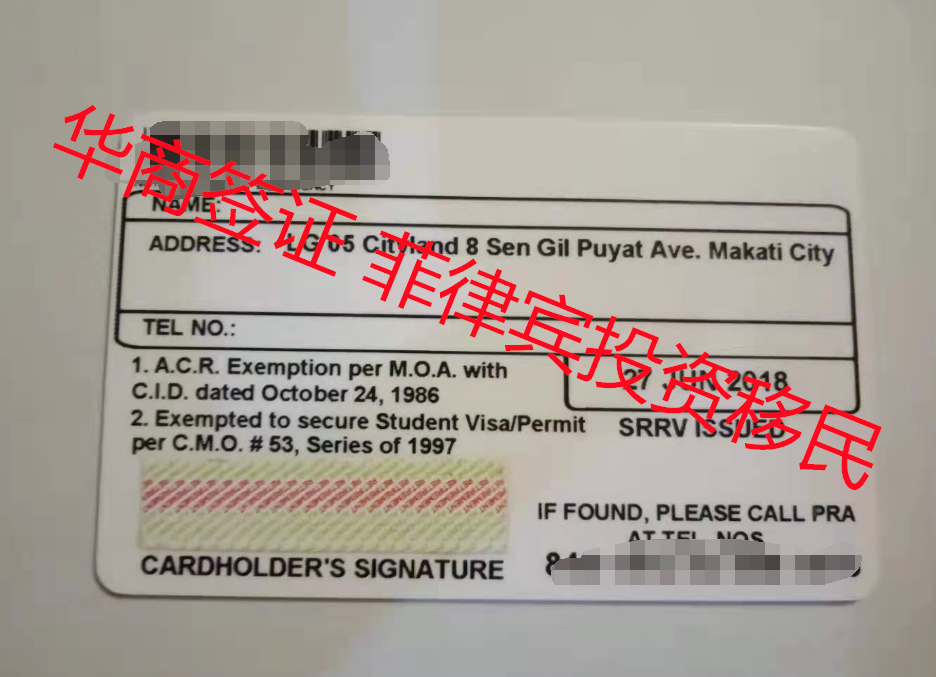 华商签证 菲律宾投资移民
NAME:
ADDRESS: LG 05 Cityland 8 Sen Gil Puyat Ave. Makati City
TEL NO.:
1. A.C.R. Exemption per M.O.A. with
C.I.D. dated October 24, 1986
2. Exempted to secure Student Visa/Permit
per C.M.O. # 53, Series of 1997
27 JUN 2018
SRRV ISSUED
IF FOUND, PLEASE CALL PRA
AT TEL. NOS.
CARDHOLDER'S SIGNATURE